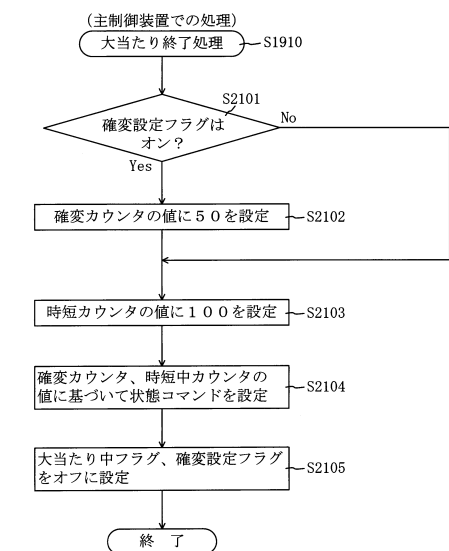 (主制御装置での処理)
大当たり終了処理
S1910
S2101
確変設定フラグは
オン?
No
Yes
確変カウンタの値に50を設定
S2102
時短カウンタの値に100を設定
S2103
確変カウンタ、時短中カウンタの
値に基づいて状態コマンドを設定
S2104
大当たり中フラグ、確変設定フラグ
をオフに設定
S2105
終 了